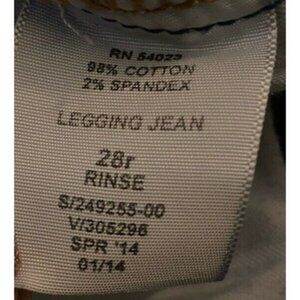 RN 54023
98% COTTON
2% SPANDEX
LEGGING JEAN
28r
RINSE
S/249255-00
V/305296
SPR '14
01/14